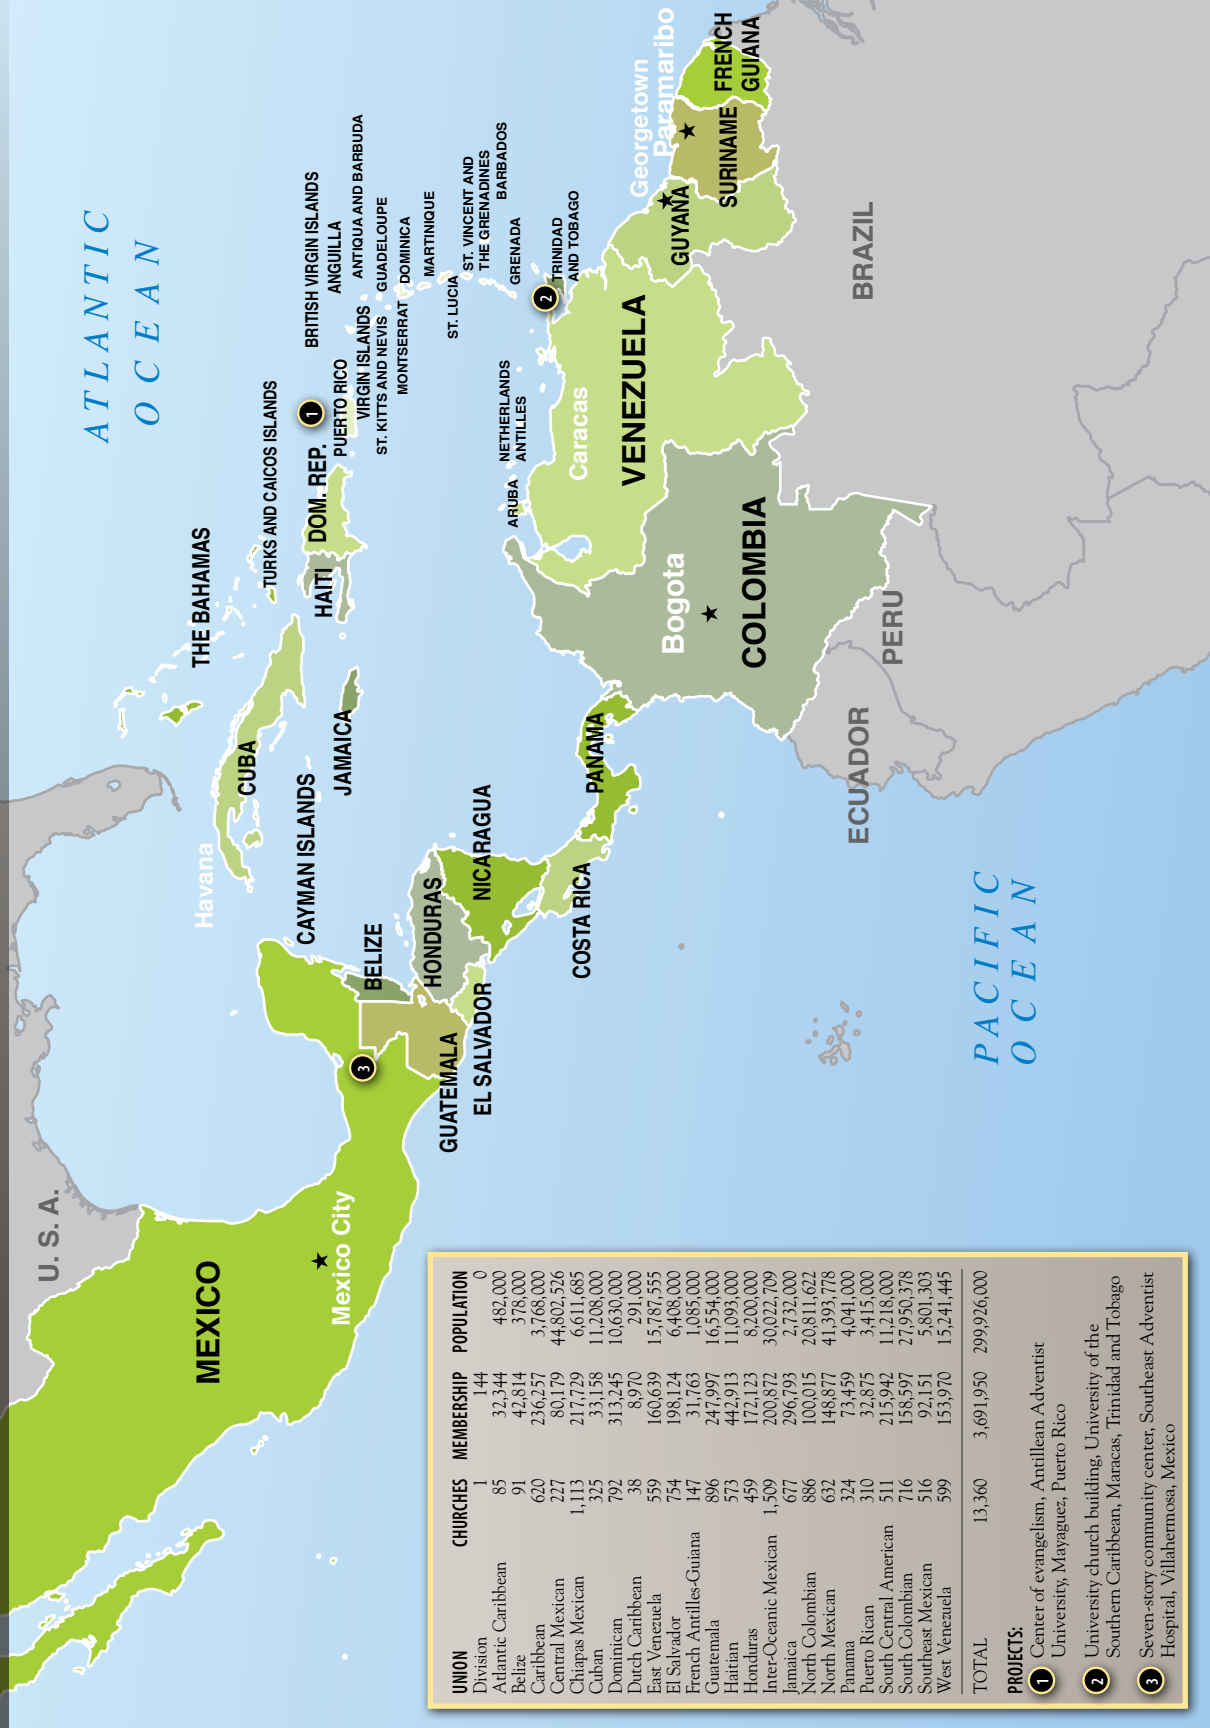 ATLANTIC
OCEAN
U. S. A.
MEXICO
Mexico City
THE BAHAMAS
TURKS AND CAICOS ISLANDS
Havana
CUBA
CAYMAN ISLANDS
JAMAICA
HAITI
DOM. REP.
1
PUERTO RICO
BRITISH VIRGIN ISLANDS
ANGUILLA
VIRGIN ISLANDS
ANTIQUA AND BARBUDA
ST. KITTS AND NEVIS
GUADELOUPE
MONTSERRAT
DOMINICA
MARTINIQUE
ST. LUCIA
ST. VINCENT AND
THE GRENADINES
BARBADOS
GRENADA
2
TRINIDAD
AND TOBAGO
NETHERLANDS
ANTILLES
ARUBA
3
BELIZE
GUATEMALA
HONDURAS
EL SALVADOR
NICARAGUA
COSTA RICA
PANAMA
Caracas
VENEZUELA
Georgetown
Paramaribo
GUYANA
SURINAME
FRENCH
GUIANA
Bogota
COLOMBIA
BRAZIL
PERU
ECUADOR
PACIFIC
OCEAN
UNION CHURCHES MEMBERSHIP POPULATION
Division 1 144 0
Atlantic Caribbean 85 32,344 482,000
Belize 91 42,814 378,000
Caribbean 620 236,257 3,768,000
Central Mexican 227 80,179 44,802,526
Chiapas Mexican 1,113 217,729 6,611,685
Cuban 325 33,158 11,208,000
Dominican 792 313,245 10,630,000
Dutch Caribbean 38 8,970 291,000
East Venezuela 559 160,639 15,787,555
El Salvador 754 198,124 6,408,000
French Antilles-Guiana 147 31,763 1,085,000
Guatemala 896 247,997 16,554,000
Haitian 573 442,913 11,093,000
Honduras 459 172,123 8,200,000
Inter-Oceanic Mexican 1,509 200,872 30,022,709
Jamaica 677 296,793 2,732,000
North Colombian 886 100,015 20,811,622
North Mexican 632 148,877 41,393,778
Panama 324 73,459 4,041,000
Puerto Rican 310 32,875 3,415,000
South Central American 511 215,942 11,218,000
South Colombian 716 158,597 27,950,378
Southeast Mexican 516 92,151 5,801,303
West Venezuela 599 153,970 15,241,445
TOTAL 13,360 3,691,950 299,926,000
PROJECTS:
1 Center of evangelism, Antillean Adventist
University, Mayaguez, Puerto Rico
2 University church building, University of the
Southern Caribbean, Maracas, Trinidad and Tobago
3 Seven-story community center, Southeast Adventist
Hospital, Villahermosa, Mexico